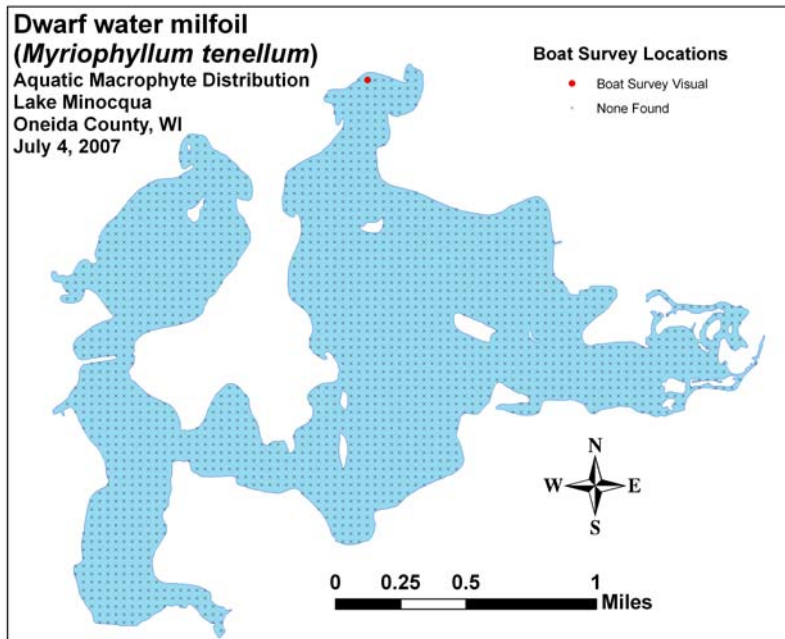 Dwarf water milfoil
(Myriophyllum tenellum)
Aquatic Macrophyte Distribution
Lake Minocqua
Oneida County, WI
July 4, 2007
Boat Survey Locations
Boat Survey Visual
None Found
N
W E
S
0 0.25 0.5 1
Miles